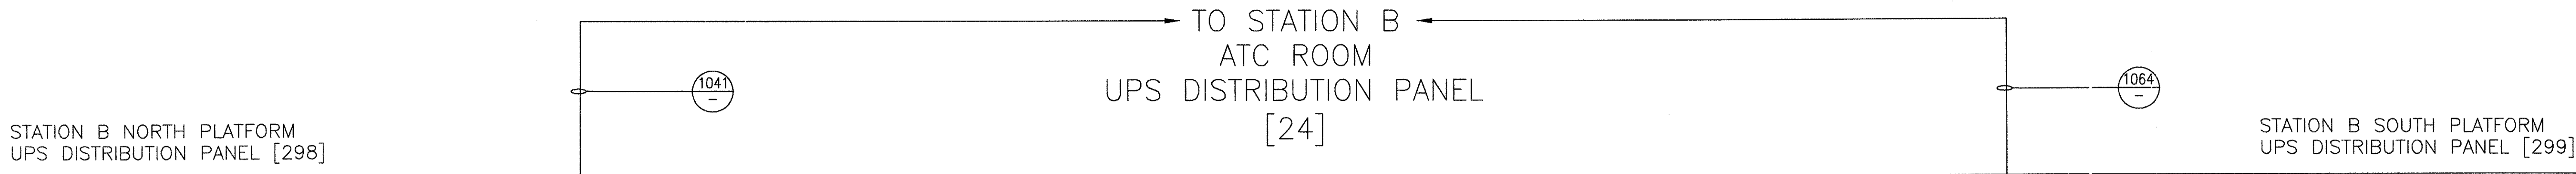 TO STATION B
ATC ROOM
UPS DISTRIBUTION PANEL
[24]
1041
–
1064
–
STATION B NORTH PLATFORM
UPS DISTRIBUTION PANEL [298]
STATION B SOUTH PLATFORM
UPS DISTRIBUTION PANEL [299]